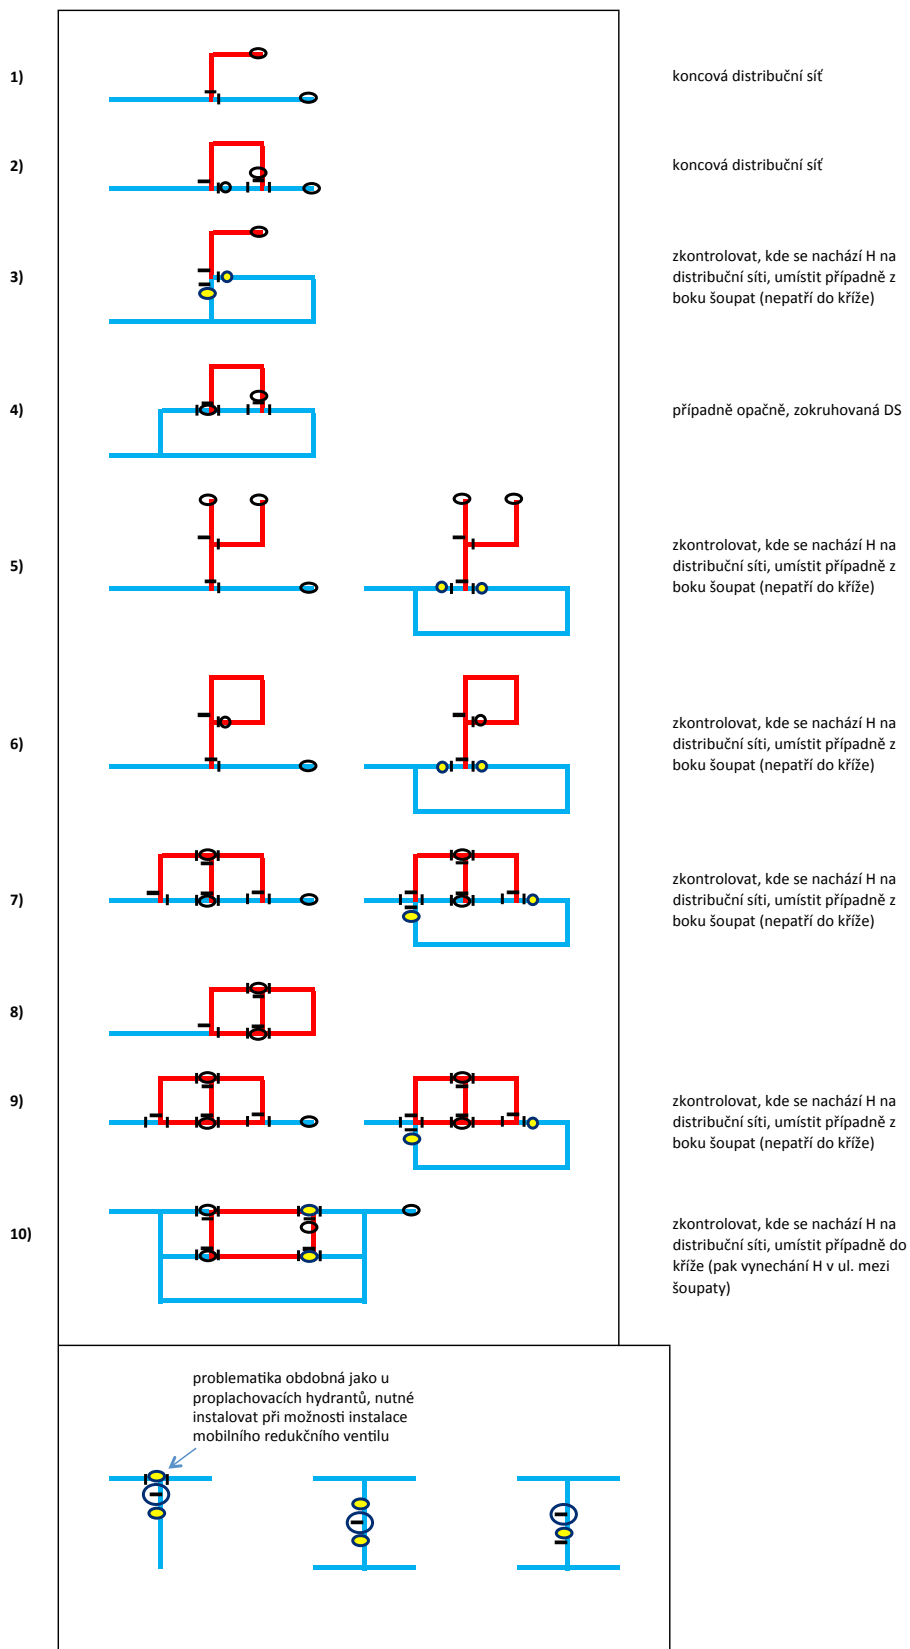 1)
koncová distribuční síť
2)
koncová distribuční síť
3)
zkontrolovat, kde se nachází H na
distribuční síti, umístit případně z
boku šoupat (nepatří do kříže)
4)
případně opačně, zokruhovaná DS
5)
zkontrolovat, kde se nachází H na
distribuční síti, umístit případně z
boku šoupat (nepatří do kříže)
6)
zkontrolovat, kde se nachází H na
distribuční síti, umístit případně z
boku šoupat (nepatří do kříže)
7)
zkontrolovat, kde se nachází H na
distribuční síti, umístit případně z
boku šoupat (nepatří do kříže)
8)
9)
zkontrolovat, kde se nachází H na
distribuční síti, umístit případně z
boku šoupat (nepatří do kříže)
10)
zkontrolovat, kde se nachází H na
distribuční síti, umístit případně do
kříže (pak vynechání H v ul. mezi
šoupaty)
problematika obdobná jako u
proplachovacích hydrantů, nutné
instalovat při možnosti instalace
mobilního redukčního ventilu